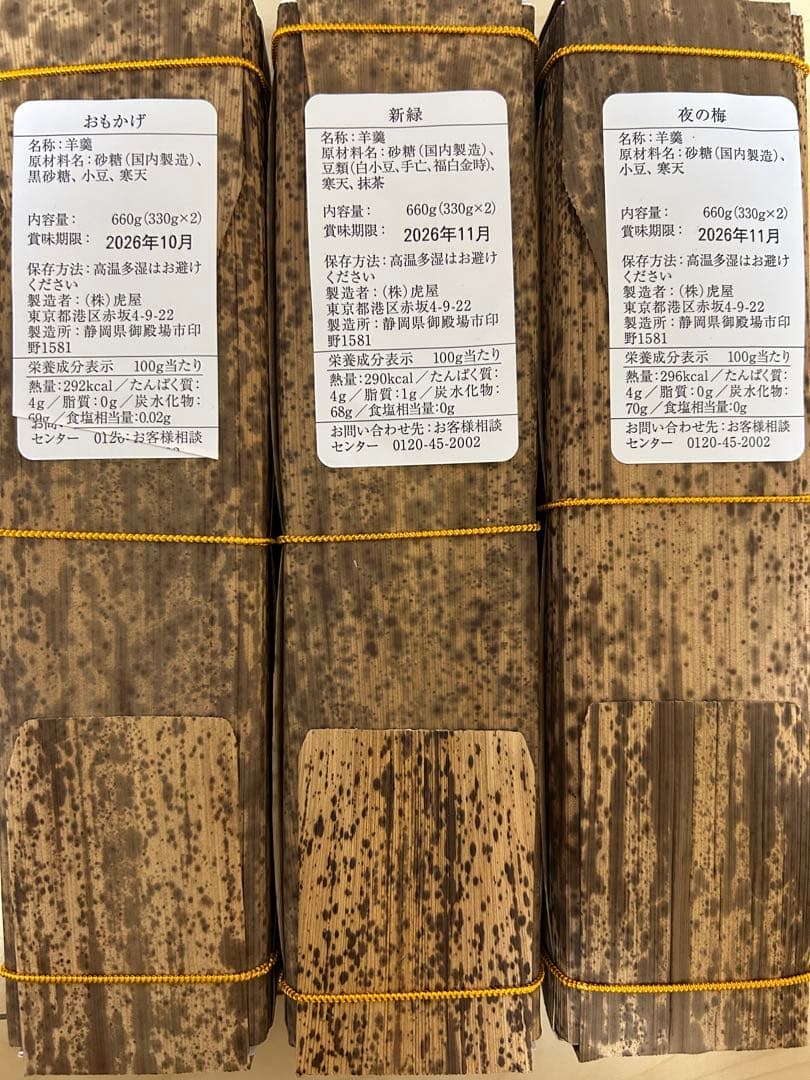 おもかげ
名称：羊羹
原材料名：砂糖（国内製造）、
黒砂糖、小豆、寒天
内容量： 660g（330g×2）
賞味期限： 2026年10月
保存方法：高温多湿はお避け
ください
製造者：（株）虎屋
東京都港区赤坂4-9-22
製造所：静岡県御殿場市印
野1581
栄養成分表示 100g当たり
熱量：292kcal／たんぱく質：
4g／脂質：0g／炭水化物：
69g／食塩相当量：0.02g
：お客様相談
センター
新緑
名称：羊羹
原材料名：砂糖（国内製造）、
豆類（白小豆、手亡、福白金時）、
寒天、抹茶
内容量： 660g（330g×2）
賞味期限： 2026年11月
保存方法：高温多湿はお避け
ください
製造者：（株）虎屋
東京都港区赤坂4-9-22
製造所：静岡県御殿場市印
野1581
栄養成分表示 100g当たり
熱量：290kcal／たんぱく質：
4g／脂質：1g／炭水化物：
68g／食塩相当量：0g
お問い合わせ先：お客様相談
センター 0120-45-2002
夜の梅
名称：羊羹
原材料名：砂糖（国内製造）、
小豆、寒天
内容量： 660g（330g×2）
賞味期限： 2026年11月
保存方法：高温多湿はお避け
ください
製造者：（株）虎屋
東京都港区赤坂4-9-22
製造所：静岡県御殿場市印
野1581
栄養成分表示 100g当たり
熱量：296kcal／たんぱく質：
4g／脂質：0g／炭水化物：
70g／食塩相当量：0g
お問い合わせ先：お客様相談
センター 0120-45-2002